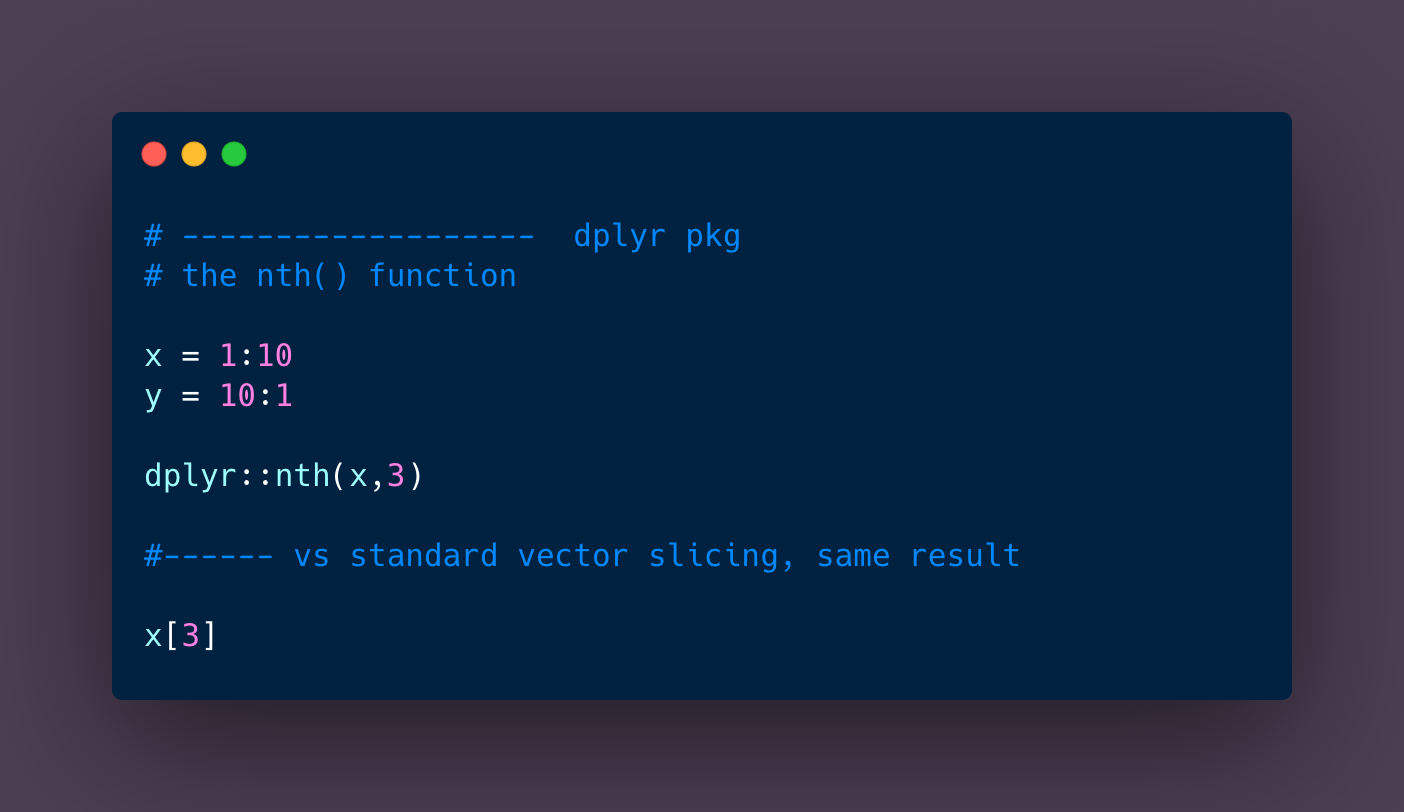 # -------------------  dplyr pkg
# the nth() function
x = 1:10
y = 10:1
dplyr::nth(x,3)
#------ vs standard vector slicing, same result
x[3]